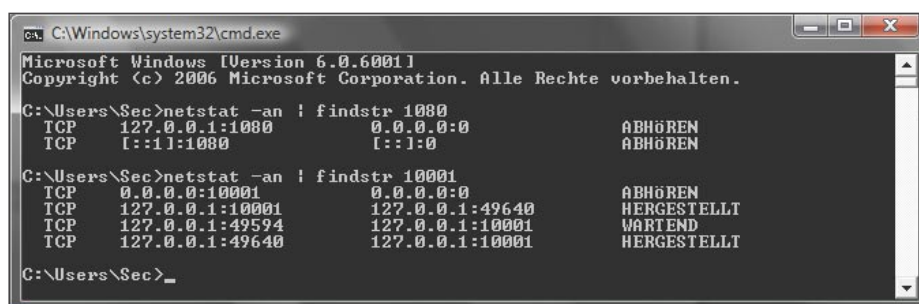 C:\Windows\system32\cmd.exe
Microsoft Windows [Version 6.0.6001]
Copyright (c) 2006 Microsoft Corporation. Alle Rechte vorbehalten.
C:\Users\Sec>netstat -an ¦ findstr 1080
TCP 127.0.0.1:1080 0.0.0.0:0 ABHÖREN
TCP [::1]:1080 [::]:0 ABHÖREN
C:\Users\Sec>netstat -an ¦ findstr 10001
TCP 0.0.0.0:10001 0.0.0.0:0 ABHÖREN
TCP 127.0.0.1:10001 127.0.0.1:49640 HERGESTELLT
TCP 127.0.0.1:49594 127.0.0.1:10001 WARTEND
TCP 127.0.0.1:49640 127.0.0.1:10001 HERGESTELLT
C:\Users\Sec>_